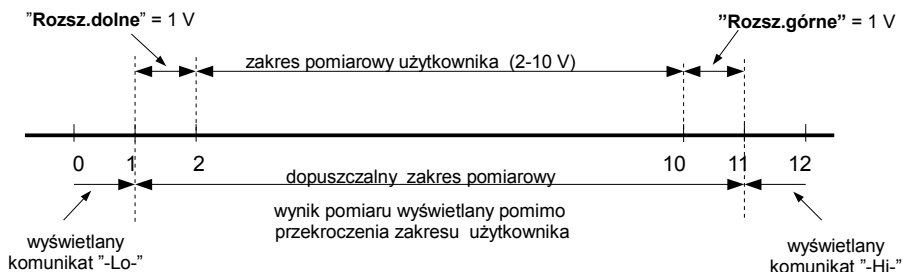 "Rozsz.dolne" = 1 V
"Rozsz.górne" = 1 V
zakres pomiarowy użytkownika (2-10 V)
0 1 2 10 11 12
dopuszczalny zakres pomiarowy
wynik pomiaru wyświetlany pomimo
przekroczenia zakresu użytkownika
wyświetlany
komunikat "-Lo-"
wyświetlany
komunikat "-Hi-"